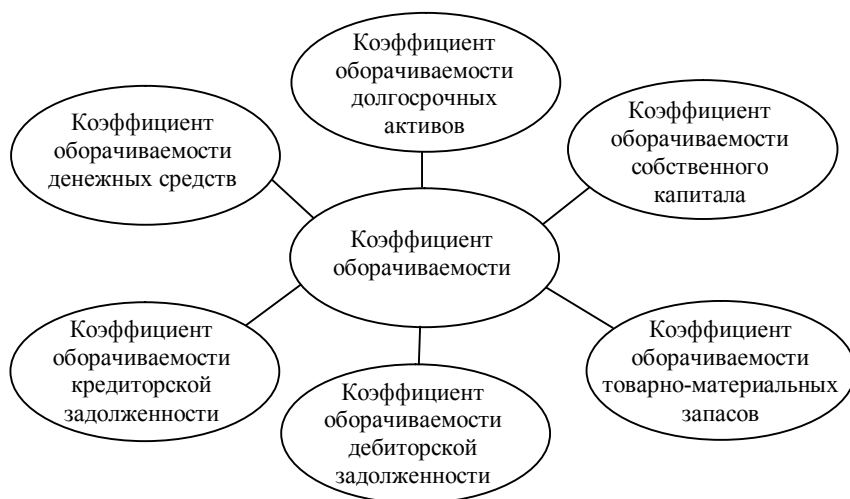 Коэффициент
оборачиваемости
долгосрочных
активов
Коэффициент
оборачиваемости
денежных средств
Коэффициент
оборачиваемости
собственного
капитала
Коэффициент
оборачиваемости
Коэффициент
оборачиваемости
кредиторской
задолженности
Коэффициент
оборачиваемости
дебиторской
задолженности
Коэффициент
оборачиваемости
товарно-материальных
запасов